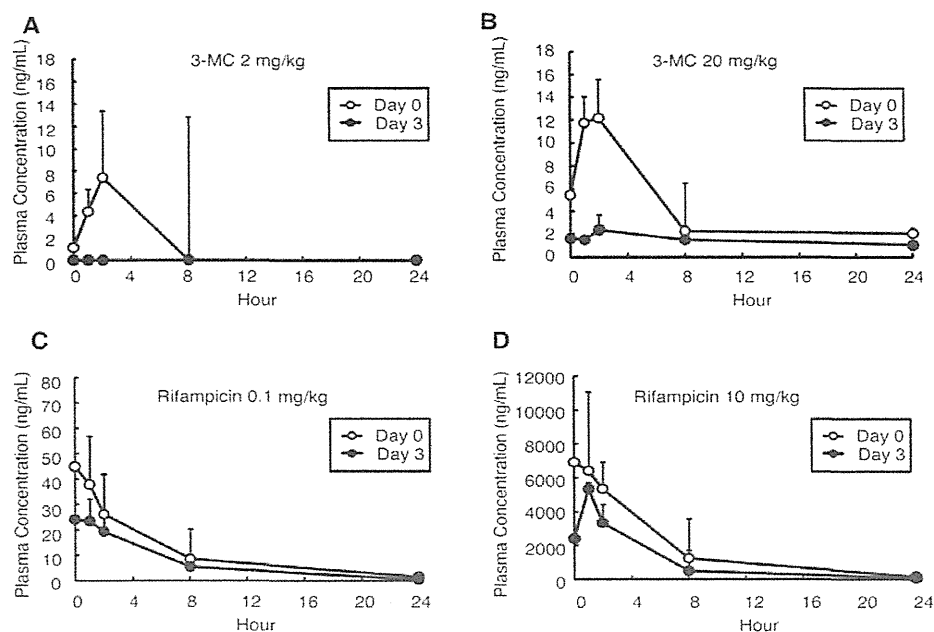 A
3-MC 2 mg/kg
Plasma Concentration (ng/mL)
18
16
14
12
10
8
6
4
2
0
Day 0
Day 3
0 4 8 12 16 20 24
Hour
B
3-MC 20 mg/kg
Plasma Concentration (ng/mL)
18
16
14
12
10
8
6
4
2
0
Day 0
Day 3
0 4 8 12 16 20 24
Hour
C
Rifampicin 0.1 mg/kg
Plasma Concentration (ng/mL)
80
70
60
50
40
30
20
10
0
Day 0
Day 3
0 4 8 12 16 20 24
Hour
D
Rifampicin 10 mg/kg
Plasma Concentration (ng/mL)
12000
10000
8000
6000
4000
2000
0
Day 0
Day 3
0 4 8 12 16 20 24
Hour